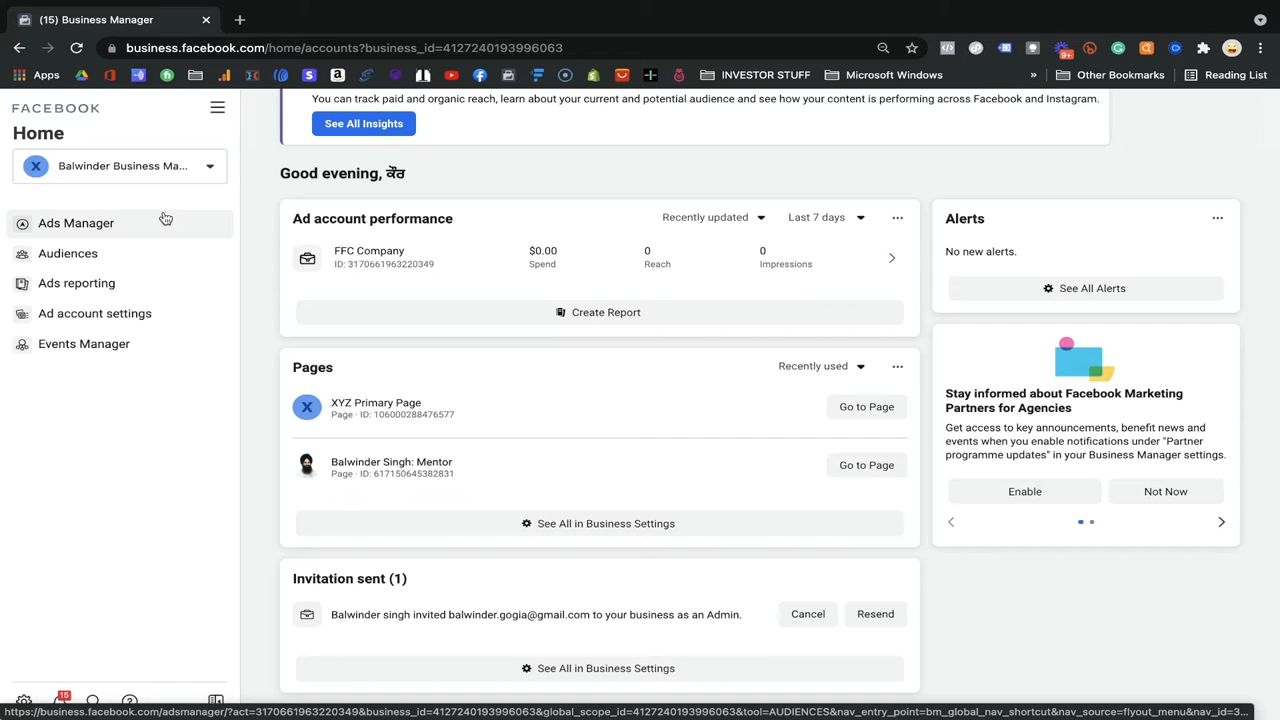 (15) Business Manager
business.facebook.com/home/accounts?business_id=4127240193996063
9+
Apps
INVESTOR STUFF
Microsoft Windows
»
Other Bookmarks
Reading List
FACEBOOK
Home
X Balwinder Business Ma...
Ads Manager
Audiences
Ads reporting
Ad account settings
Events Manager
15
You can track paid and organic reach, learn about your current and potential audience and see how your content is performing across Facebook and Instagram.
See All Insights
Good evening, ਕੌਰ
Ad account performance
Recently updated
Last 7 days
FFC Company
ID: 3170661963220349
$0.00
Spend
0
Reach
0
Impressions
Create Report
Pages
Recently used
X
XYZ Primary Page
Page · ID: 106000288476577
Go to Page
Balwinder Singh: Mentor
Page · ID: 617150645382831
Go to Page
See All in Business Settings
Invitation sent (1)
Balwinder singh invited balwinder.gogia@gmail.com to your business as an Admin.
Cancel
Resend
See All in Business Settings
Alerts
No new alerts.
See All Alerts
Stay informed about Facebook Marketing
Partners for Agencies
Get access to key announcements, benefit news and
events when you enable notifications under "Partner
programme updates" in your Business Manager settings.
Enable
Not Now
https://business.facebook.com/adsmanager/?act=3170661963220349&business_id=4127240193996063&global_scope_id=4127240193996063&tool=AUDIENCES&nav_entry_point=bm_global_nav_shortcut&nav_source=flyout_menu&nav_id=3...